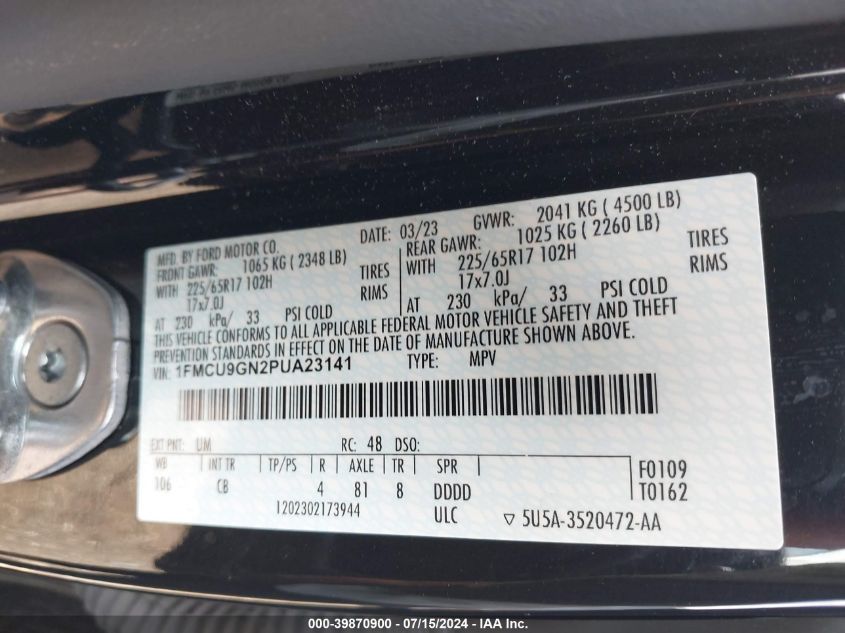 MFD. BY FORD MOTOR CO. DATE: 03/23 GVWR: 2041 KG ( 4500 LB)
FRONT GAWR: 1065 KG ( 2348 LB) REAR GAWR: 1025 KG ( 2260 LB)
WITH 225/65R17 102H TIRES WITH 225/65R17 102H TIRES
17x7.0J RIMS 17x7.0J RIMS
AT 230 kPa/ 33 PSI COLD AT 230 kPa/ 33 PSI COLD
THIS VEHICLE CONFORMS TO ALL APPLICABLE FEDERAL MOTOR VEHICLE SAFETY AND THEFT
PREVENTION STANDARDS IN EFFECT ON THE DATE OF MANUFACTURE SHOWN ABOVE.
VIN: 1FMCU9GN2PUA23141 TYPE: MPV
EXT PNT: UM RC: 48 DSO:
WB INT TR TP/PS R AXLE TR SPR F0109
106 CB 4 81 8 DDDD T0162
1202302173944 ULC ▽ 5U5A-3520472-AA
000-39870900 - 07/15/2024 - IAA Inc.